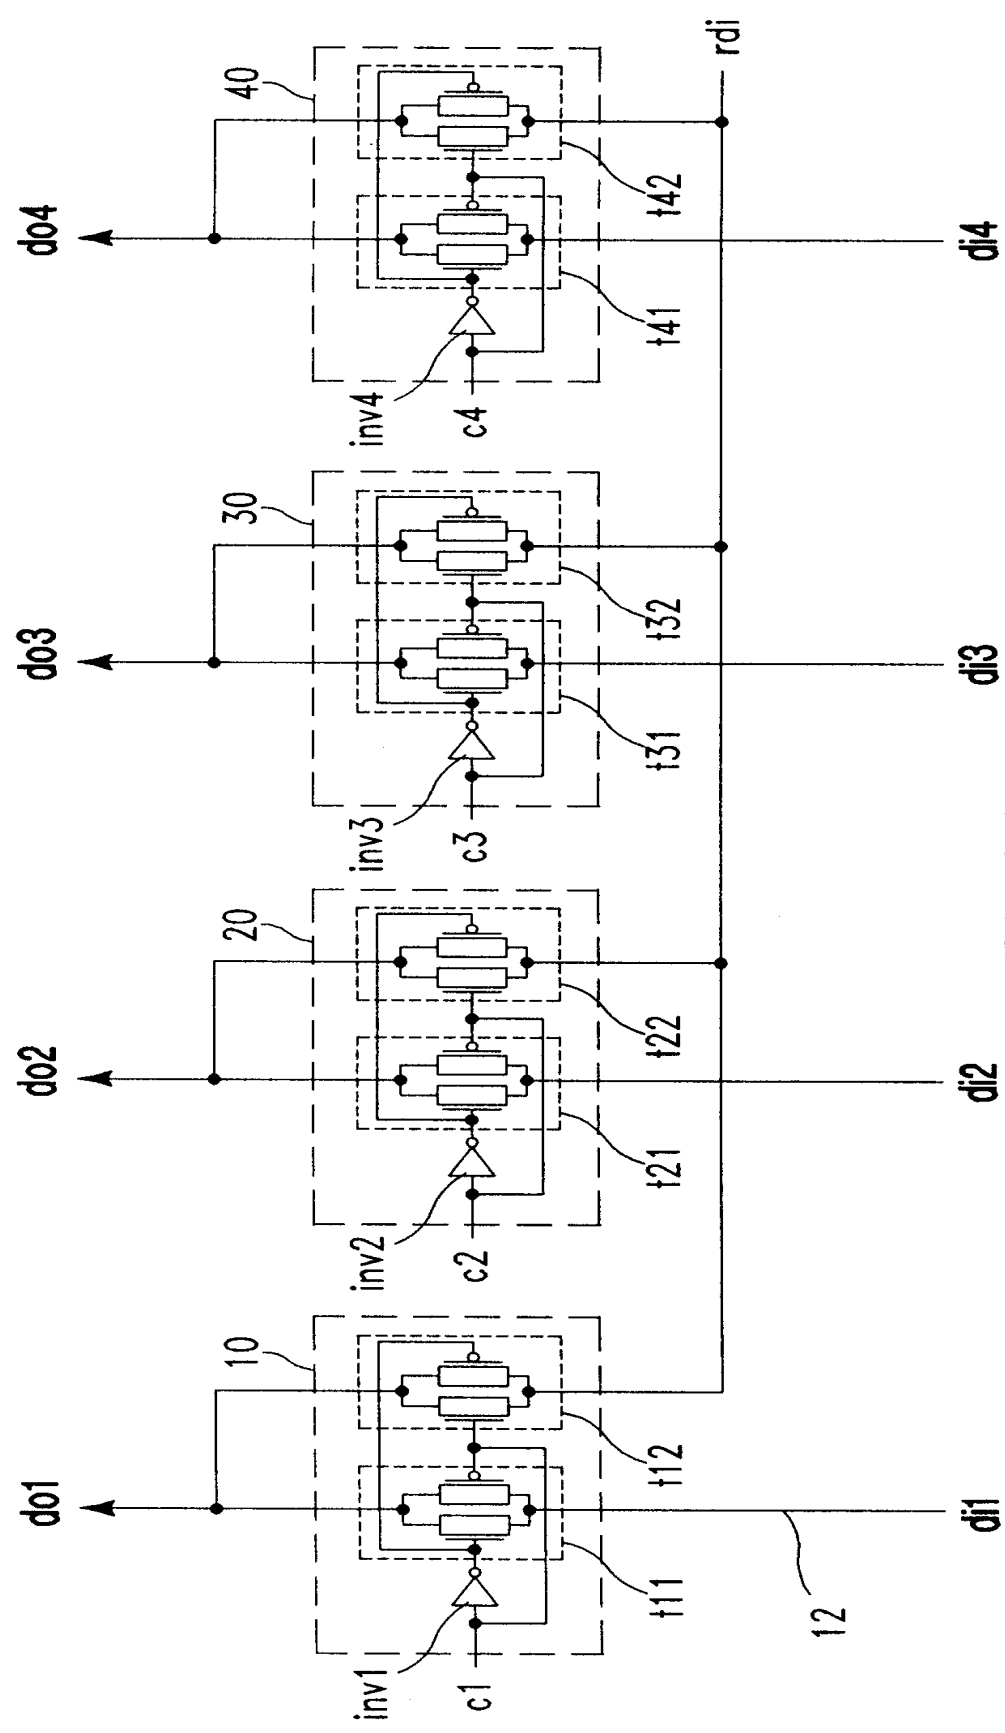 do1
do2
do3
do4
10
20
30
40
inv1
inv2
inv3
inv4
c1
c2
c3
c4
t11
t12
t21
t22
t31
t32
t41
t42
rdi
12
di1
di2
di3
di4